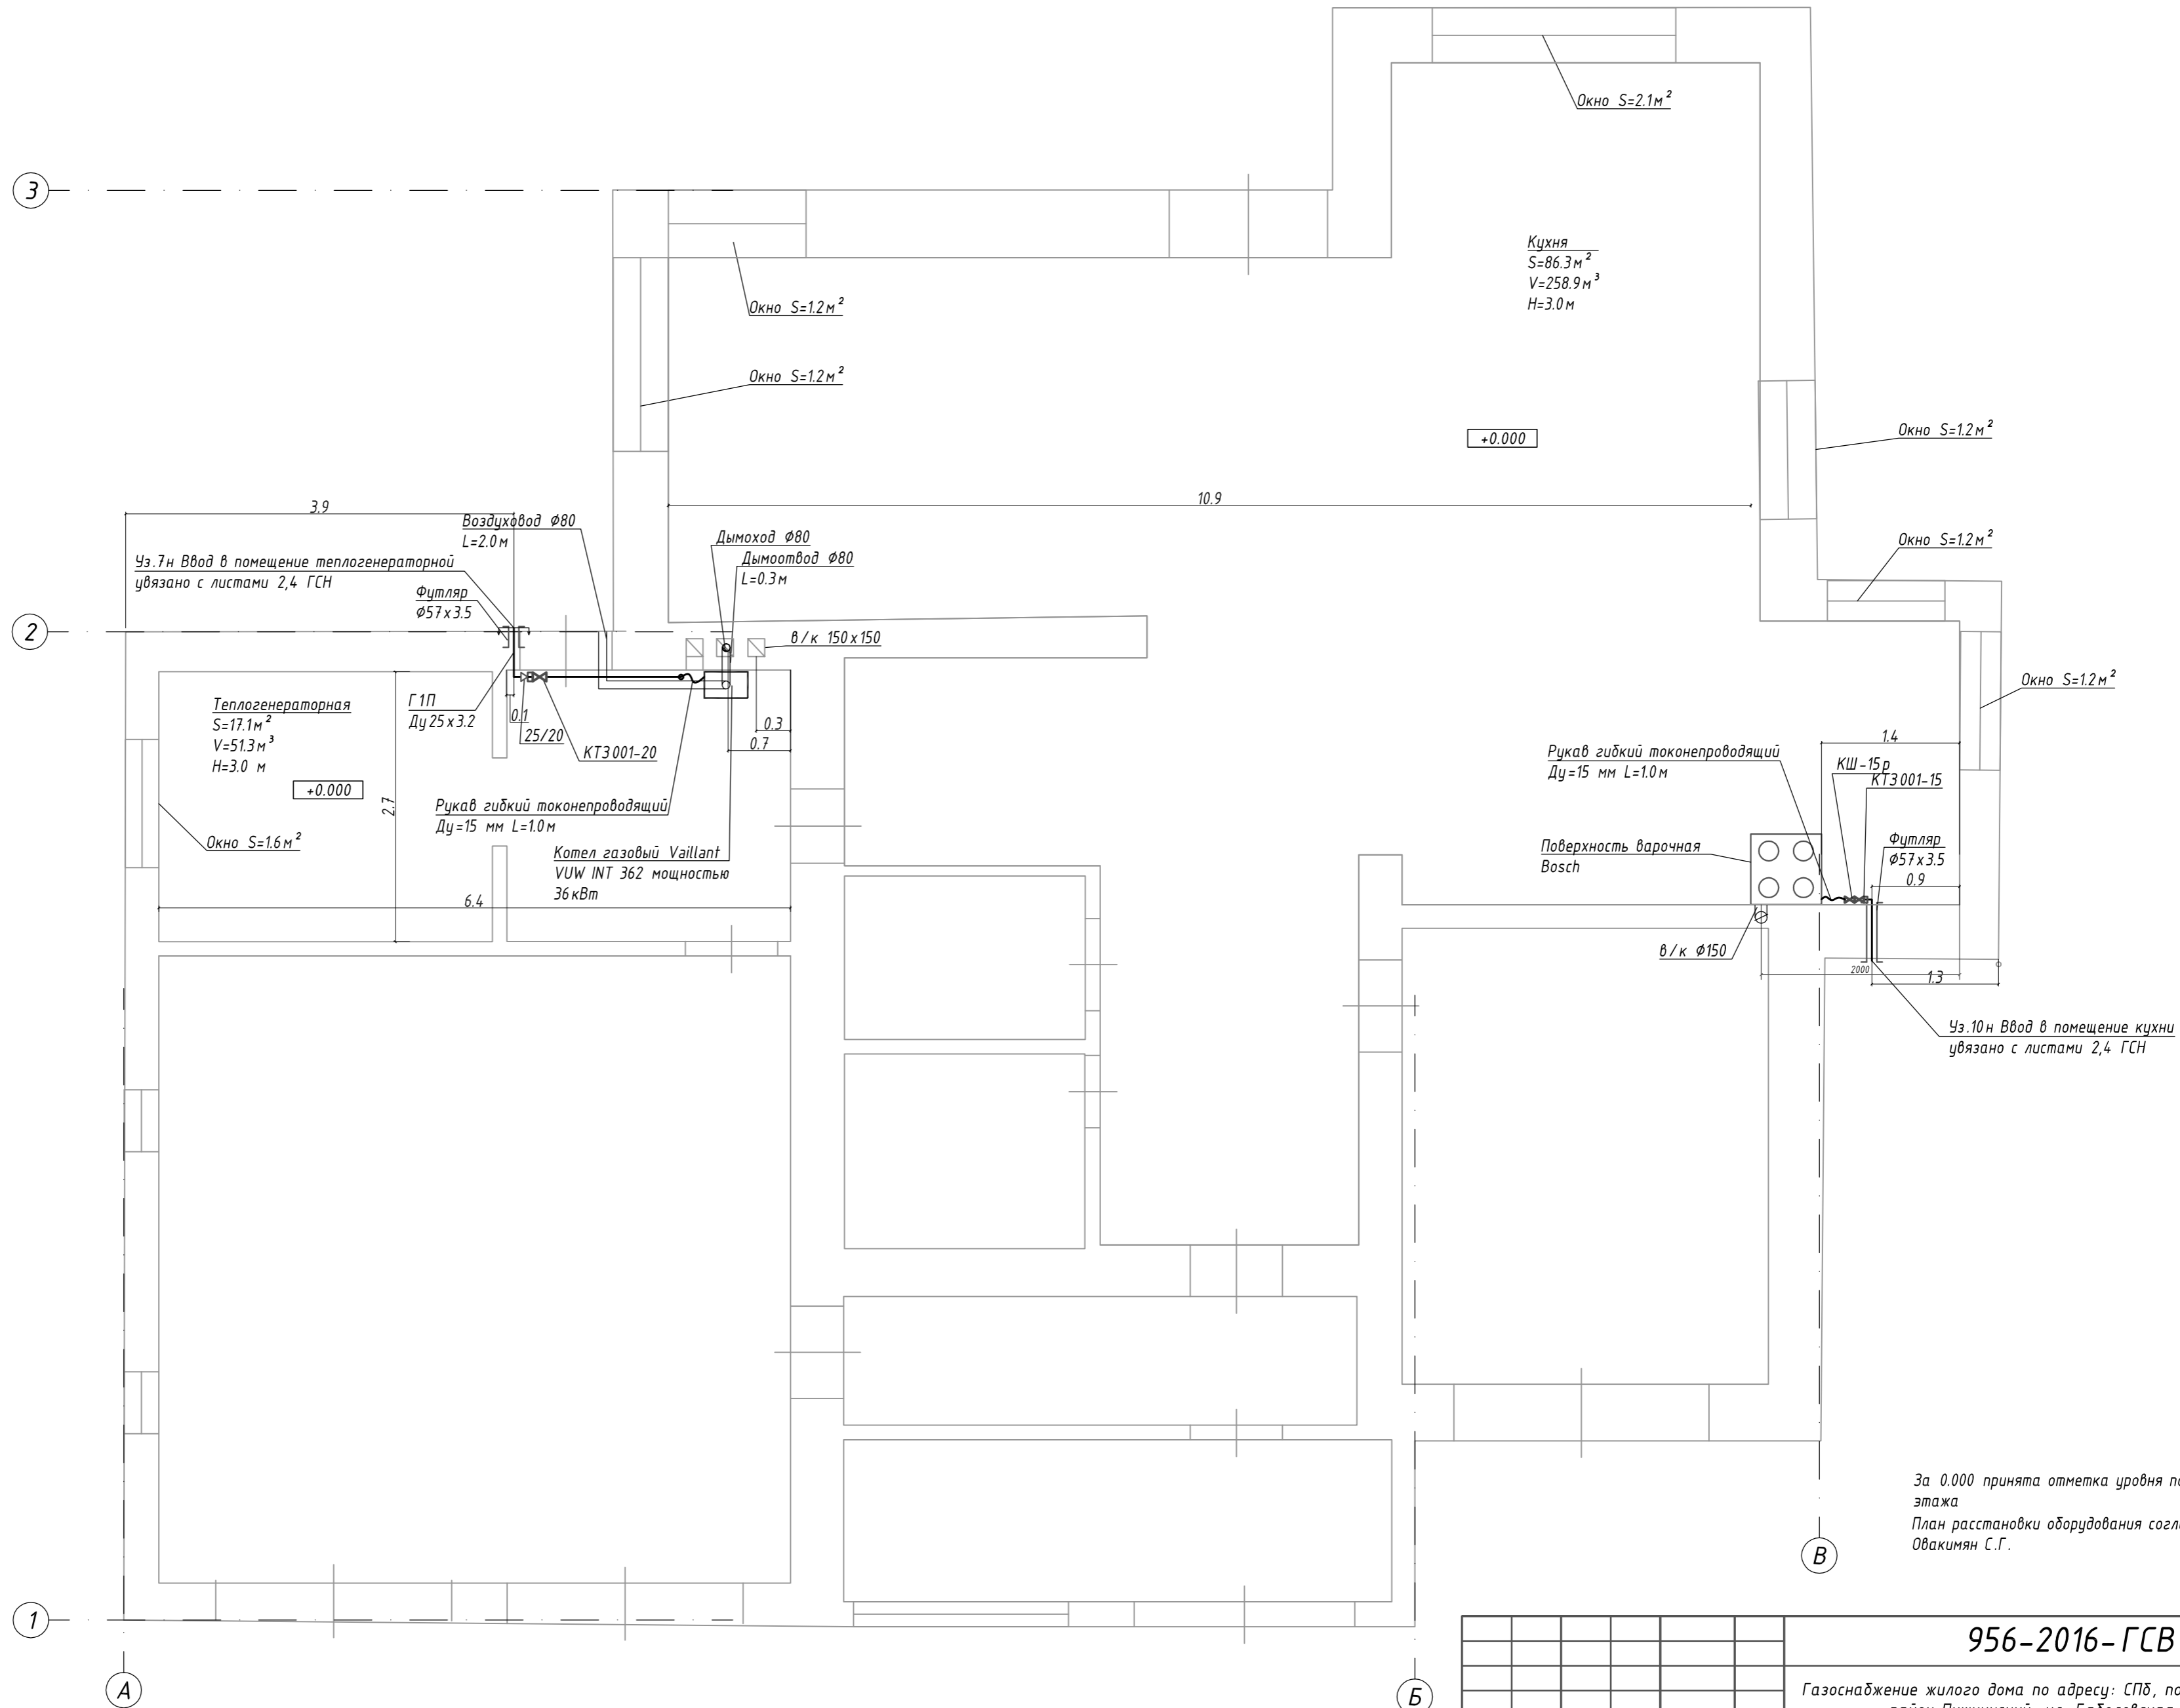 Окно S=2.1м²
3
Кухня
S=86.3м²
V=258.9м³
H=3.0м
Окно S=1.2м²
Окно S=1.2м²
+0.000
Окно S=1.2м²
10.9
3.9
Воздуховод Ø80
L=2.0м
Дымоход Ø80
Дымоотвод Ø80
L=0.3м
Окно S=1.2м²
Уз.7н Ввод в помещение теплогенераторной
увязано с листами 2,4 ГСН
Футляр
Ø57x3.5
2
в/к 150x150
Окно S=1.2м²
Теплогенераторная
S=17.1м²
V=51.3м³
H=3.0 м
Г1П
Ду25x3.2
0.1
25/20
КТЗ001-20
0.3
0.7
+0.000
2.7
Рукав гибкий токонепроводящий
Ду=15 мм L=1.0м
Окно S=1.6м²
Котел газовый Vaillant
VUW INT 362 мощностью
36кВт
6.4
1.4
Рукав гибкий токонепроводящий
Ду=15 мм L=1.0м
КШ-15р
КТЗ001-15
Поверхность варочная
Bosch
Футляр
Ø57x3.5
0.9
в/к Ø150
2000
1.3
Уз.10н Ввод в помещение кухни
увязано с листами 2,4 ГСН
За 0.000 принята отметка уровня
этажа
План расстановки оборудования
Овакимян С.Г.
В
1
А
Б
956-2016-ГСВ
Газоснабжение жилого дома по адресу: СПб,